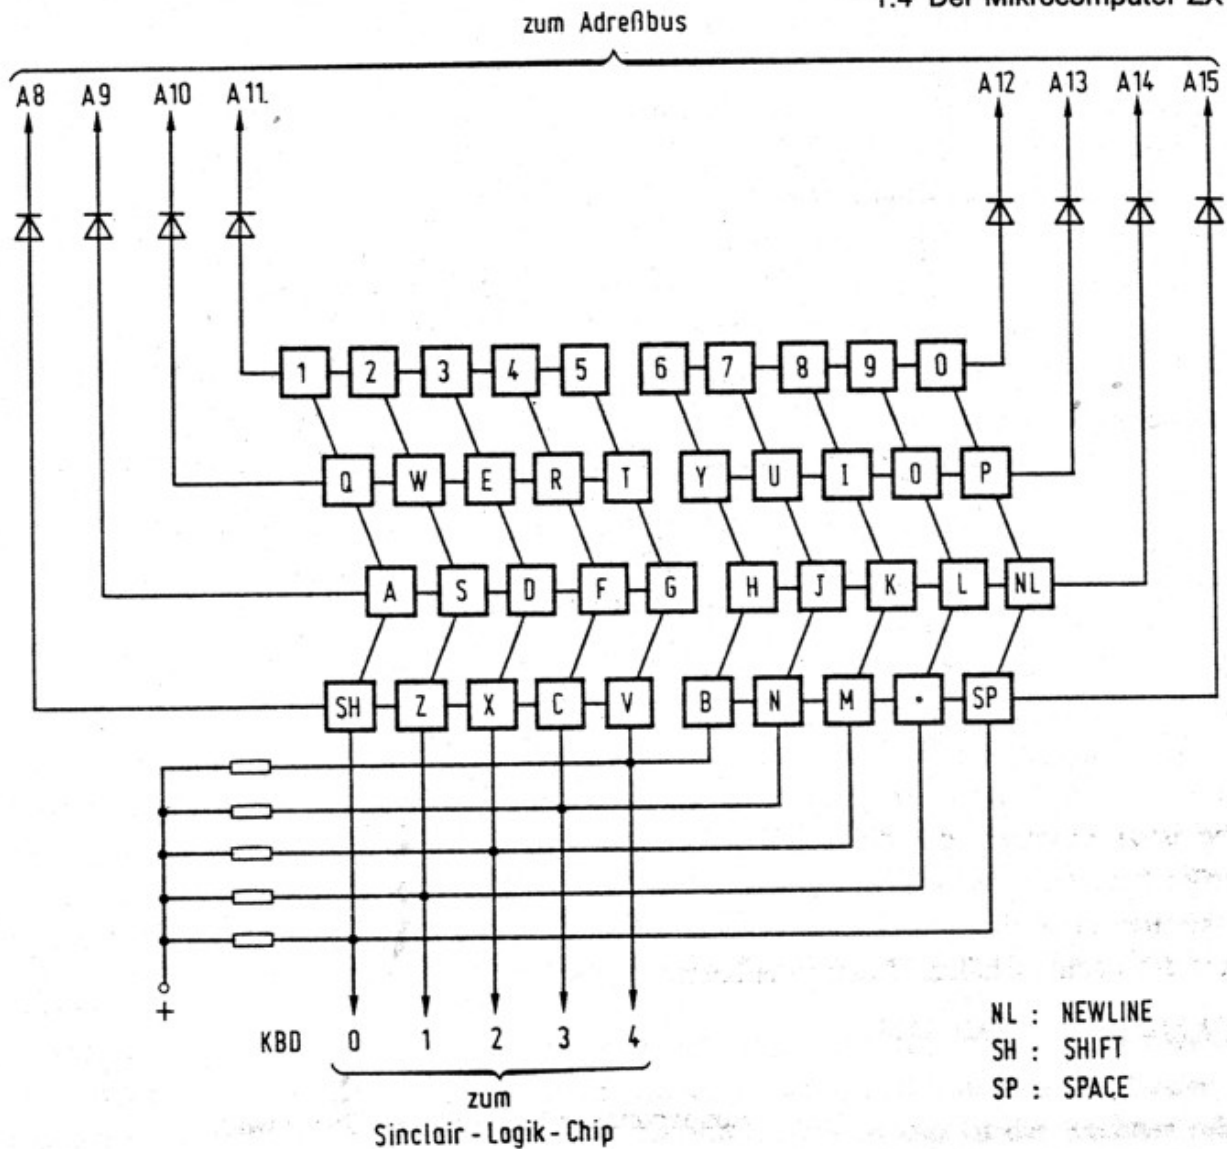 1.4 Der Mikrocomputer ZX
zum Adreßbus
A8 A9 A10 A11 A12 A13 A14 A15
1 2 3 4 5 6 7 8 9 0
Q W E R T Y U I O P
A S D F G H J K L NL
SH Z X C V B N M . SP
+
KBD 0 1 2 3 4
zum
Sinclair - Logik - Chip
NL : NEWLINE
SH : SHIFT
SP : SPACE